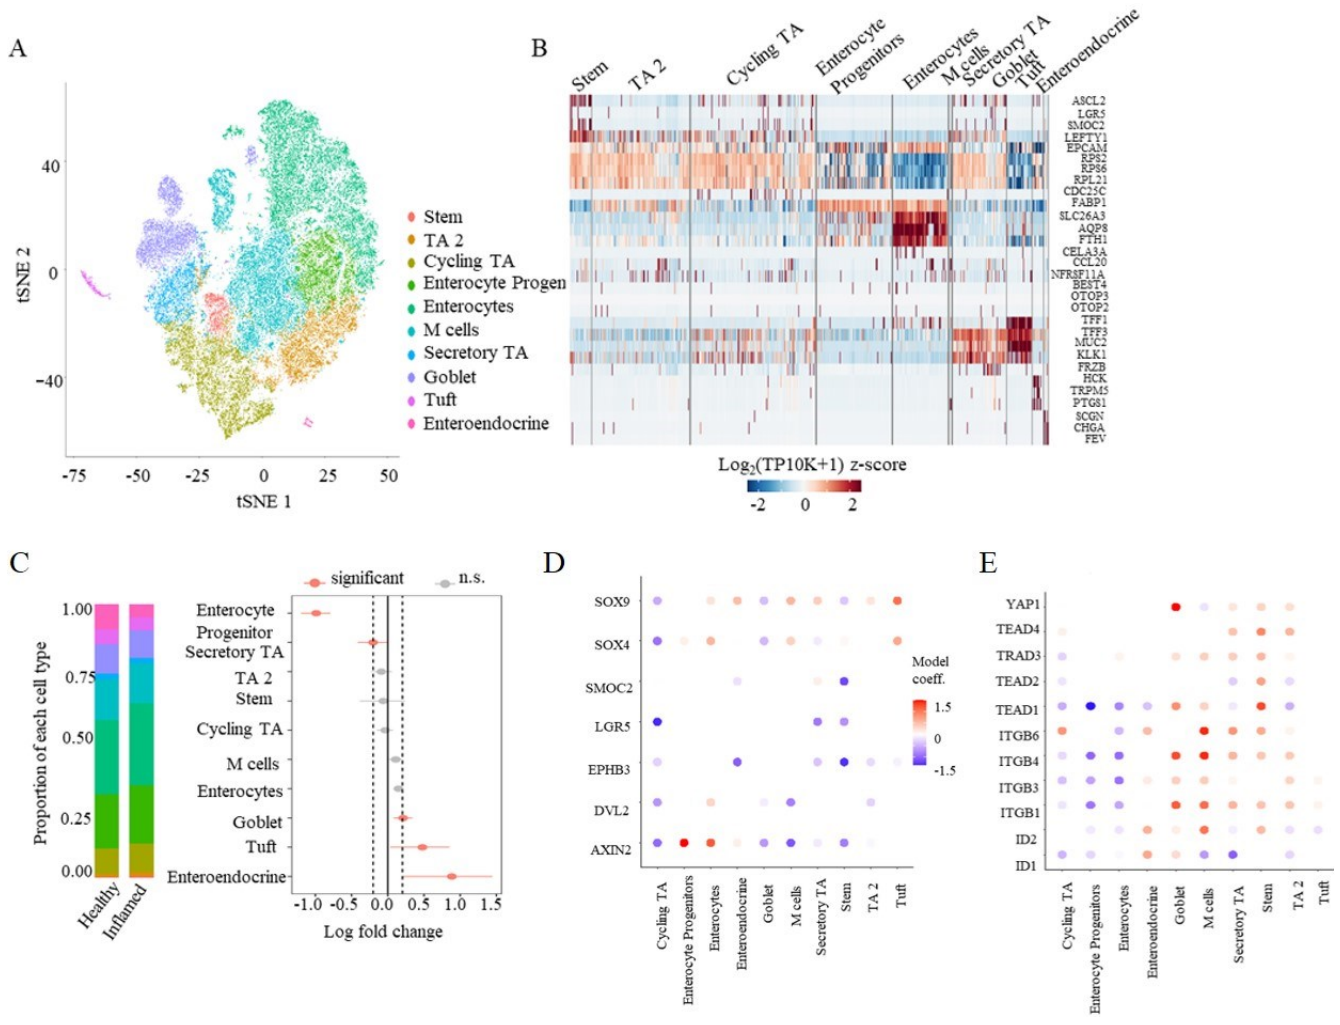 A
tSNE 2
40
0
−40
-75
-50
-25
0
25
50
tSNE 1
Stem
TA 2
Cycling TA
Enterocyte Progen
Enterocytes
M cells
Secretory TA
Goblet
Tuft
Enteroendocrine
B
Stem
TA 2
Cycling TA
Enterocyte
Progenitors
Enterocytes
M cells
Secretory TA
Goblet
Tuft
Enteroendocrine
ASCL2
LGR5
SMOC2
LEFTY1
EPCAM
RPS2
RPS6
RPL21
CDC25C
FABP1
SLC26A3
AQP8
FTH1
CELA3A
CCL20
NFRSF11A
BEST4
OTOP3
OTOP2
TFF1
TFF3
MUC2
KLK1
FRZB
HCK
TRPM5
PTGS1
SCGN
CHGA
FEV
Log2(TP10K+1) z-score
-2
0
2
C
Proportion of each cell type
1.00
0.75
0.50
0.25
0.00
Healthy
Inflamed
significant
n.s.
Enterocyte
Progenitor
Secretory TA
TA 2
Stem
Cycling TA
M cells
Enterocytes
Goblet
Tuft
Enteroendocrine
-1.0
-0.5
0.0
0.5
1.0
1.5
Log fold change
D
SOX9
SOX4
SMOC2
LGR5
EPHB3
DVL2
AXIN2
Cycling TA
Enterocyte Progenitors
Enterocytes
Enteroendocrine
Goblet
M cells
Secretory TA
Stem
TA 2
Tuft
Model
coeff.
1.5
0
-1.5
E
YAP1
TEAD4
TRAD3
TEAD2
TEAD1
ITGB6
ITGB4
ITGB3
ITGB1
ID2
ID1
Cycling TA
Enterocyte Progenitors
Enterocytes
Enteroendocrine
Goblet
M cells
Secretory TA
Stem
TA 2
Tuft